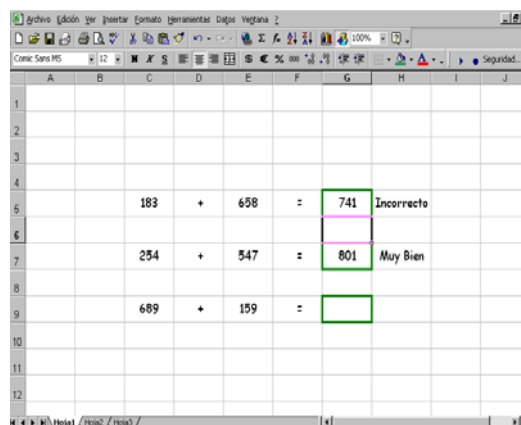 Archivo Edición Ver Insertar Formato Herramientas Datos Ventana ?
100%
Comic Sans MS 12 N K S $ € % 000 Seguridad...
A B C D E F G H I J
1
2
3
4
5 183 + 658 = 741 Incorrecto
6
7 254 + 547 = 801 Muy Bien
8
9 689 + 159 =
10
11
12
Hoja1 / Hoja2 / Hoja3 /